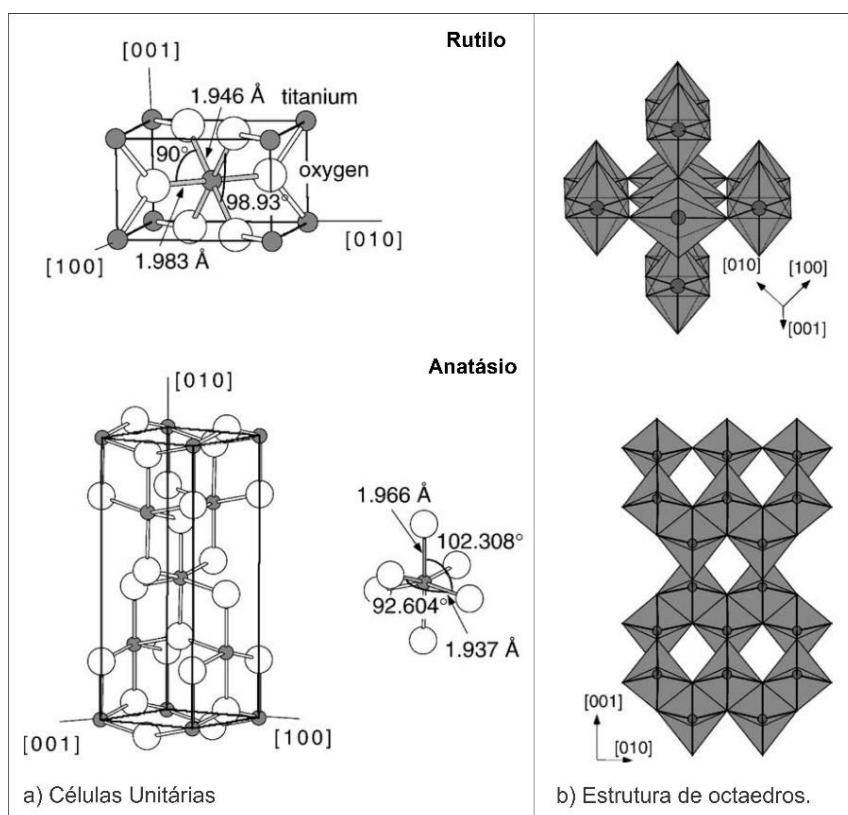 Rutilo
[001]
1.946 Å
titanium
90°
oxygen
98.93°
[010]
[100]
1.983 Å
[010]
[100]
[001]
Anatásio
[010]
1.966 Å
102.308°
92.604°
1.937 Å
[001]
[100]
[001]
[010]
a) Células Unitárias
b) Estrutura de octaedros.